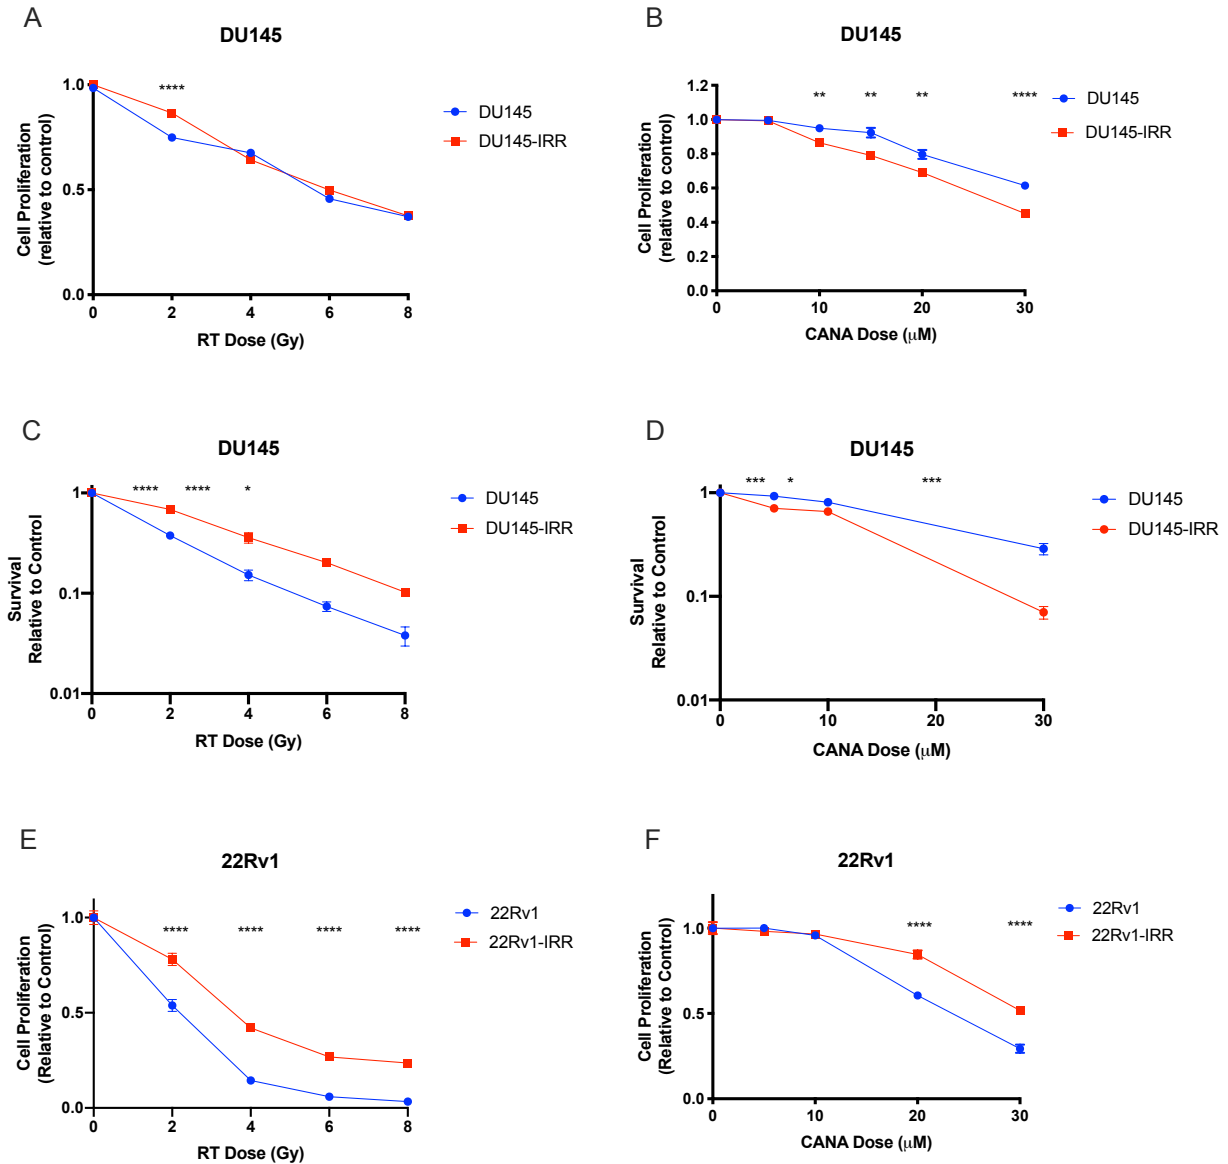 A
DU145
Cell Proliferation
(relative to control)
1.0
0.5
0.0
****
0 2 4 6 8
RT Dose (Gy)
DU145
DU145-IRR
B
DU145
Cell Proliferation
(relative to control)
1.2
1.0
0.8
0.6
0.4
0.2
0.0
** ** ** ****
0 10 20 30
CANA Dose (μM)
DU145
DU145-IRR
C
DU145
Survival
Relative to Control
1
0.1
0.01
**** **** *
0 2 4 6 8
RT Dose (Gy)
DU145
DU145-IRR
D
DU145
Survival
Relative to Control
1
0.1
0.01
*** * ***
0 10 20 30
CANA Dose (μM)
DU145
DU145-IRR
E
22Rv1
Cell Proliferation
(Relative to Control)
1.0
0.5
0.0
**** **** **** ****
0 2 4 6 8
RT Dose (Gy)
22Rv1
22Rv1-IRR
F
22Rv1
Cell Proliferation
(Relative to Control)
1.0
0.5
0.0
**** ****
0 10 20 30
CANA Dose (μM)
22Rv1
22Rv1-IRR